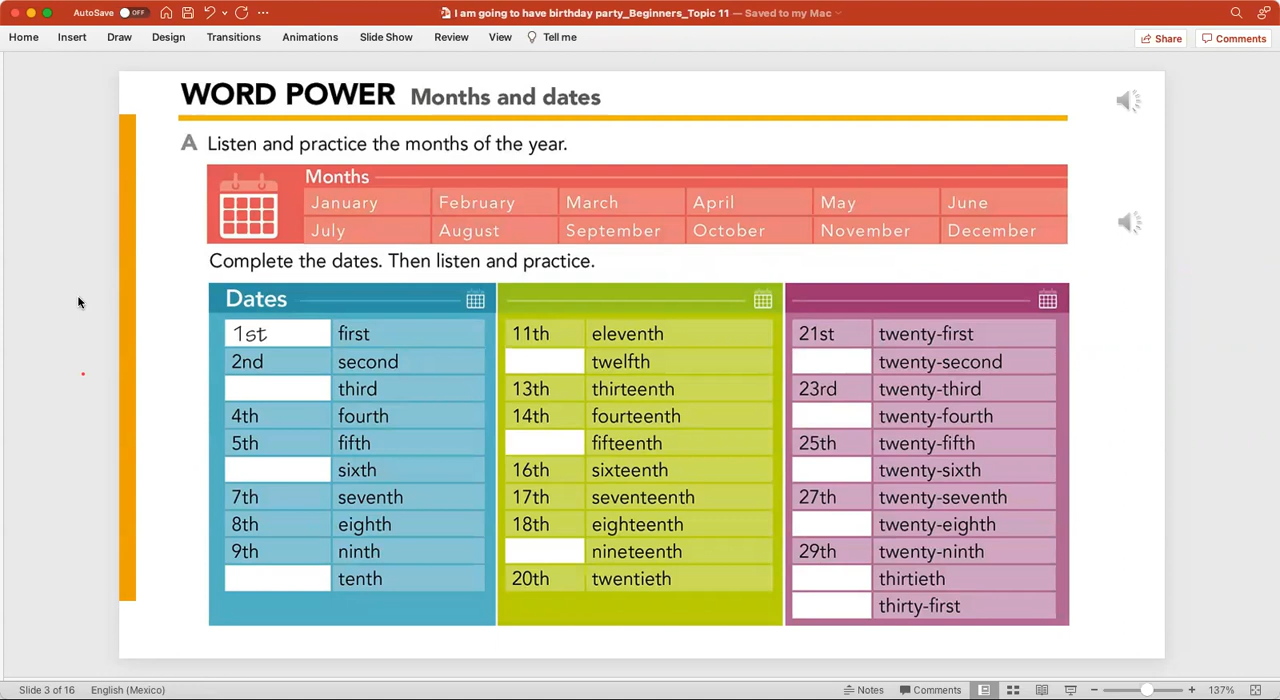 AutoSave OFF
I am going to have birthday party_Beginners_Topic 11 — Saved to my Mac
Home Insert Draw Design Transitions Animations Slide Show Review View Tell me Share Comments
WORD POWER Months and dates
A Listen and practice the months of the year.
Months
January February March April May June
July August September October November December
Complete the dates. Then listen and practice.
Dates
1st first
2nd second
third
4th fourth
5th fifth
sixth
7th seventh
8th eighth
9th ninth
tenth
11th eleventh
twelfth
13th thirteenth
14th fourteenth
fifteenth
16th sixteenth
17th seventeenth
18th eighteenth
nineteenth
20th twentieth
21st twenty-first
twenty-second
23rd twenty-third
twenty-fourth
25th twenty-fifth
twenty-sixth
27th twenty-seventh
twenty-eighth
29th twenty-ninth
thirtieth
thirty-first
Slide 3 of 16 English (Mexico) Notes Comments 137%